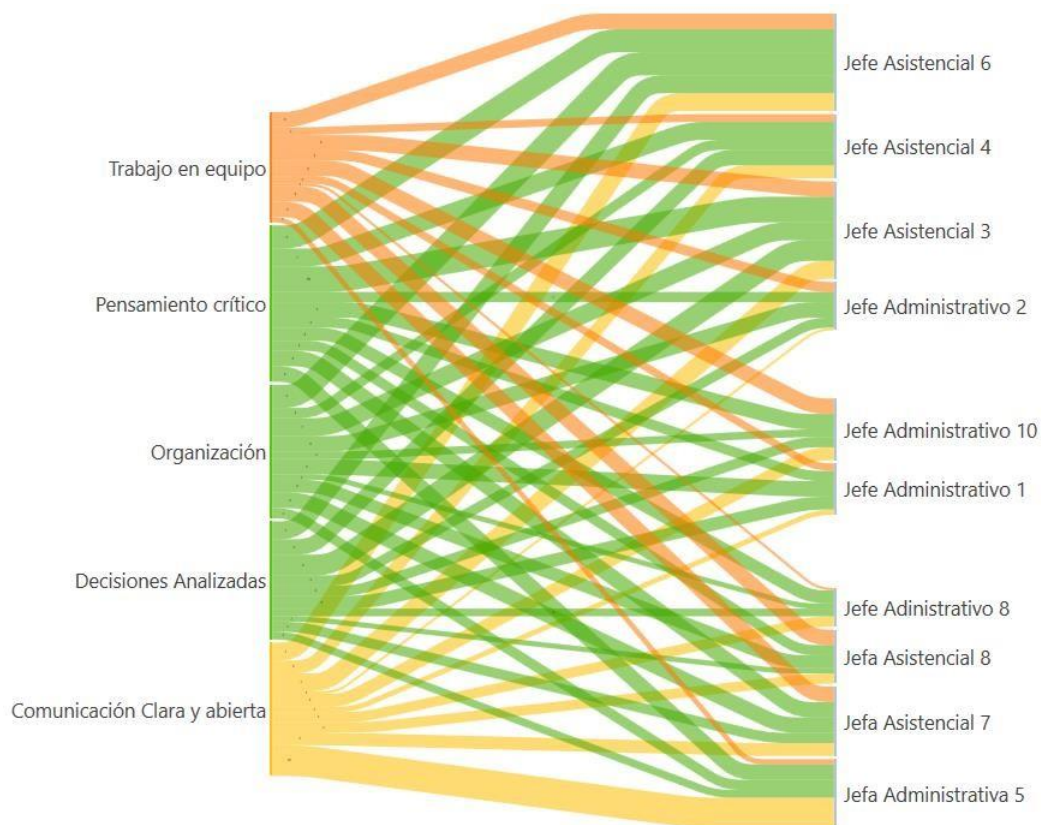 Trabajo en equipo
Pensamiento crítico
Organización
Decisiones Analizadas
Comunicación Clara y abierta
Jefe Asistencial 6
Jefe Asistencial 4
Jefe Asistencial 3
Jefe Administrativo 2
Jefe Administrativo 10
Jefe Administrativo 1
Jefe Adinistrativo 8
Jefa Asistencial 8
Jefa Asistencial 7
Jefa Administrativa 5